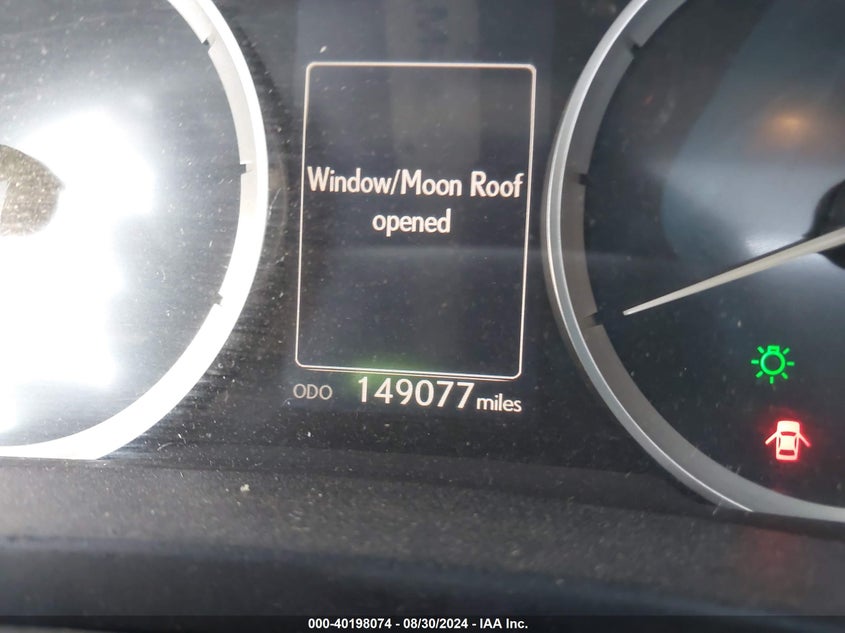 Window/Moon Roof
opened
ODO 149077 miles
000-40198074 - 08/30/2024 - IAA Inc.